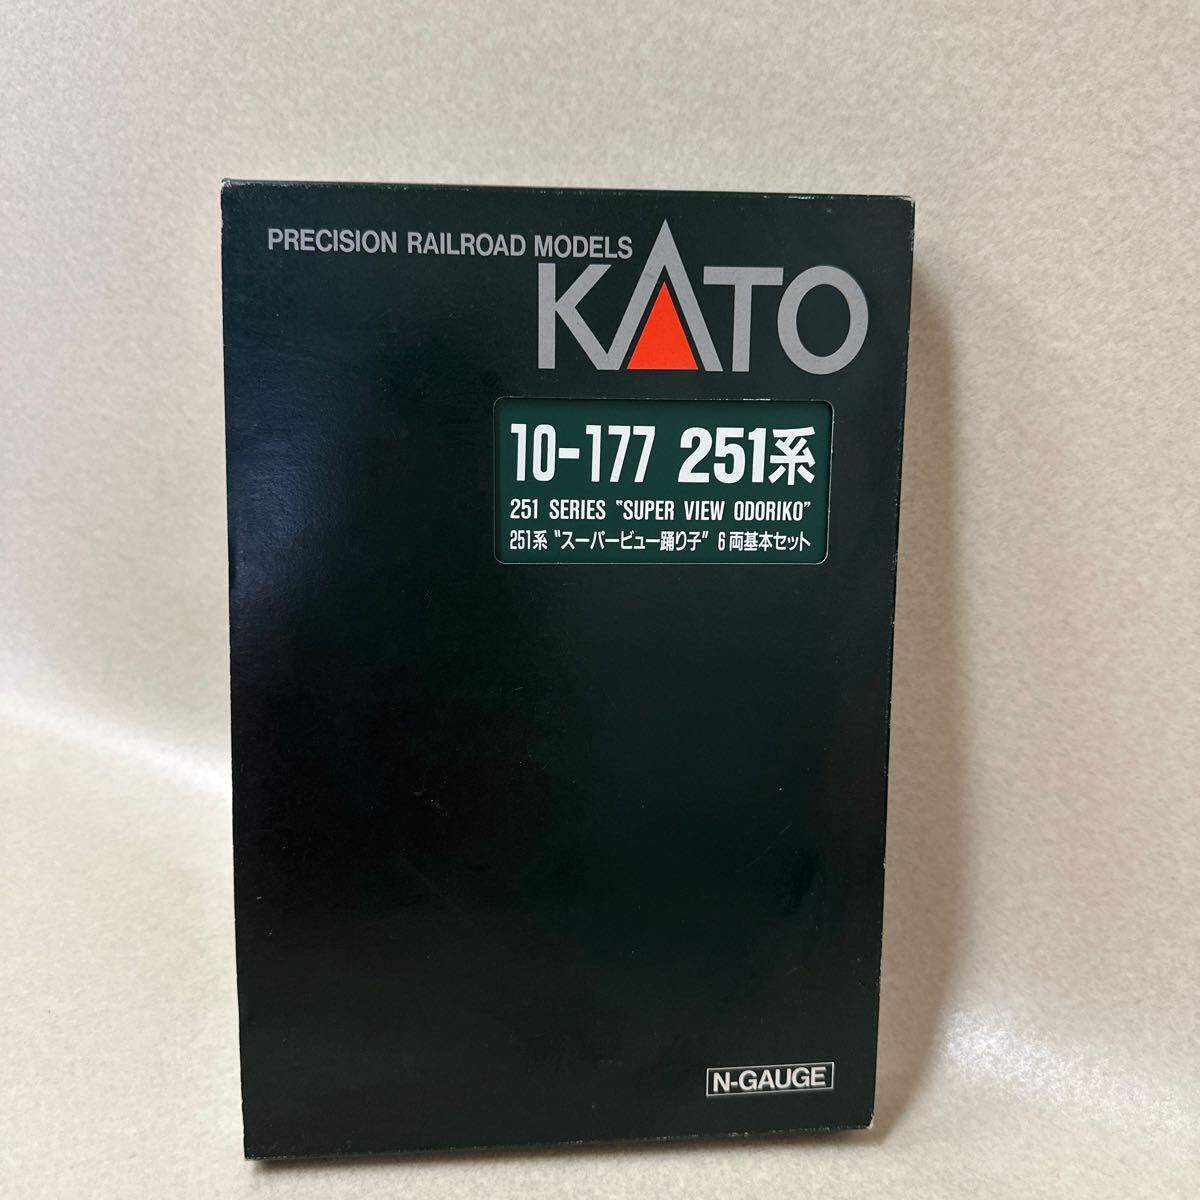 PRECISION RAILROAD MODELS
KATO
10-177 251系
251 SERIES "SUPER VIEW ODORIKO"
251系 "スーパービュー踊り子" 6両基本セット
N-GAUGE